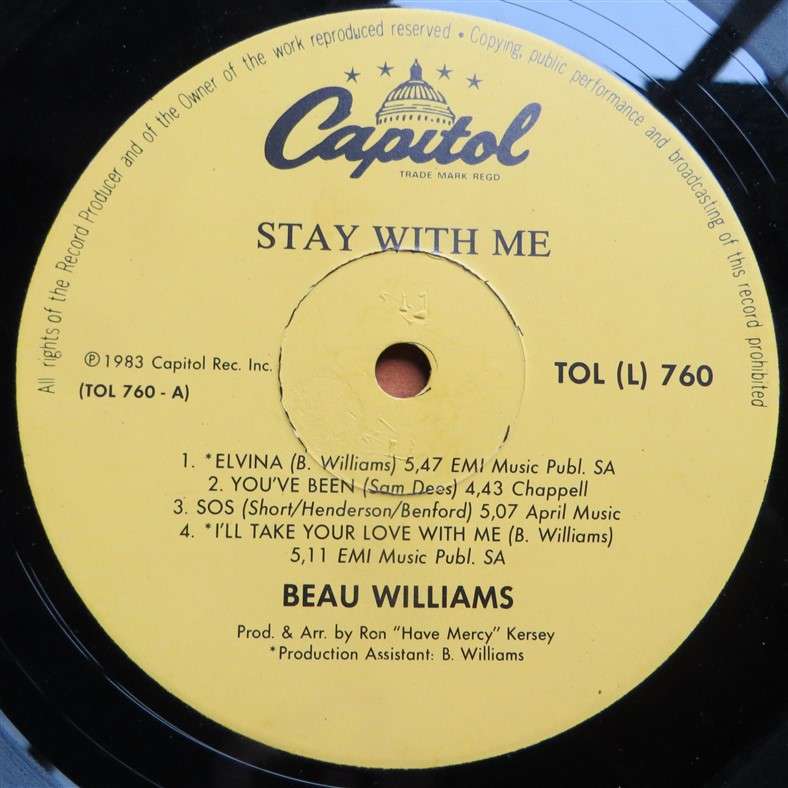 All rights of the Record Producer and of the Owner of the work reproduced reserved • Copying, public performance and broadcasting of this record prohibited
Capitol
TRADE MARK REGD
STAY WITH ME
℗ 1983 Capitol Rec. Inc.
(TOL 760 - A)
TOL (L) 760
1. *ELVINA (B. Williams) 5,47 EMI Music Publ. SA
2. YOU'VE BEEN (Sam Dees) 4,43 Chappell
3. SOS (Short/Henderson/Benford) 5,07 April Music
4. *I'LL TAKE YOUR LOVE WITH ME (B. Williams)
5,11 EMI Music Publ. SA
BEAU WILLIAMS
Prod. & Arr. by Ron "Have Mercy" Kersey
*Production Assistant: B. Williams